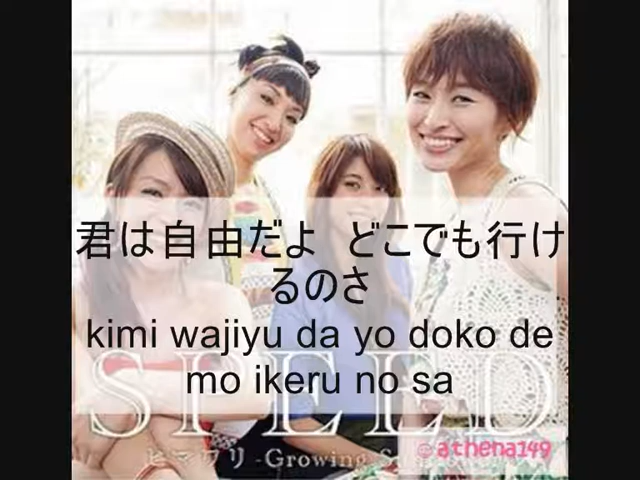 君は自由だよ　どこでも行け
るのさ
kimi wajiyu da yo doko de
mo ikeru no sa
SPEED
ヒマワリ -Growing
@athena149